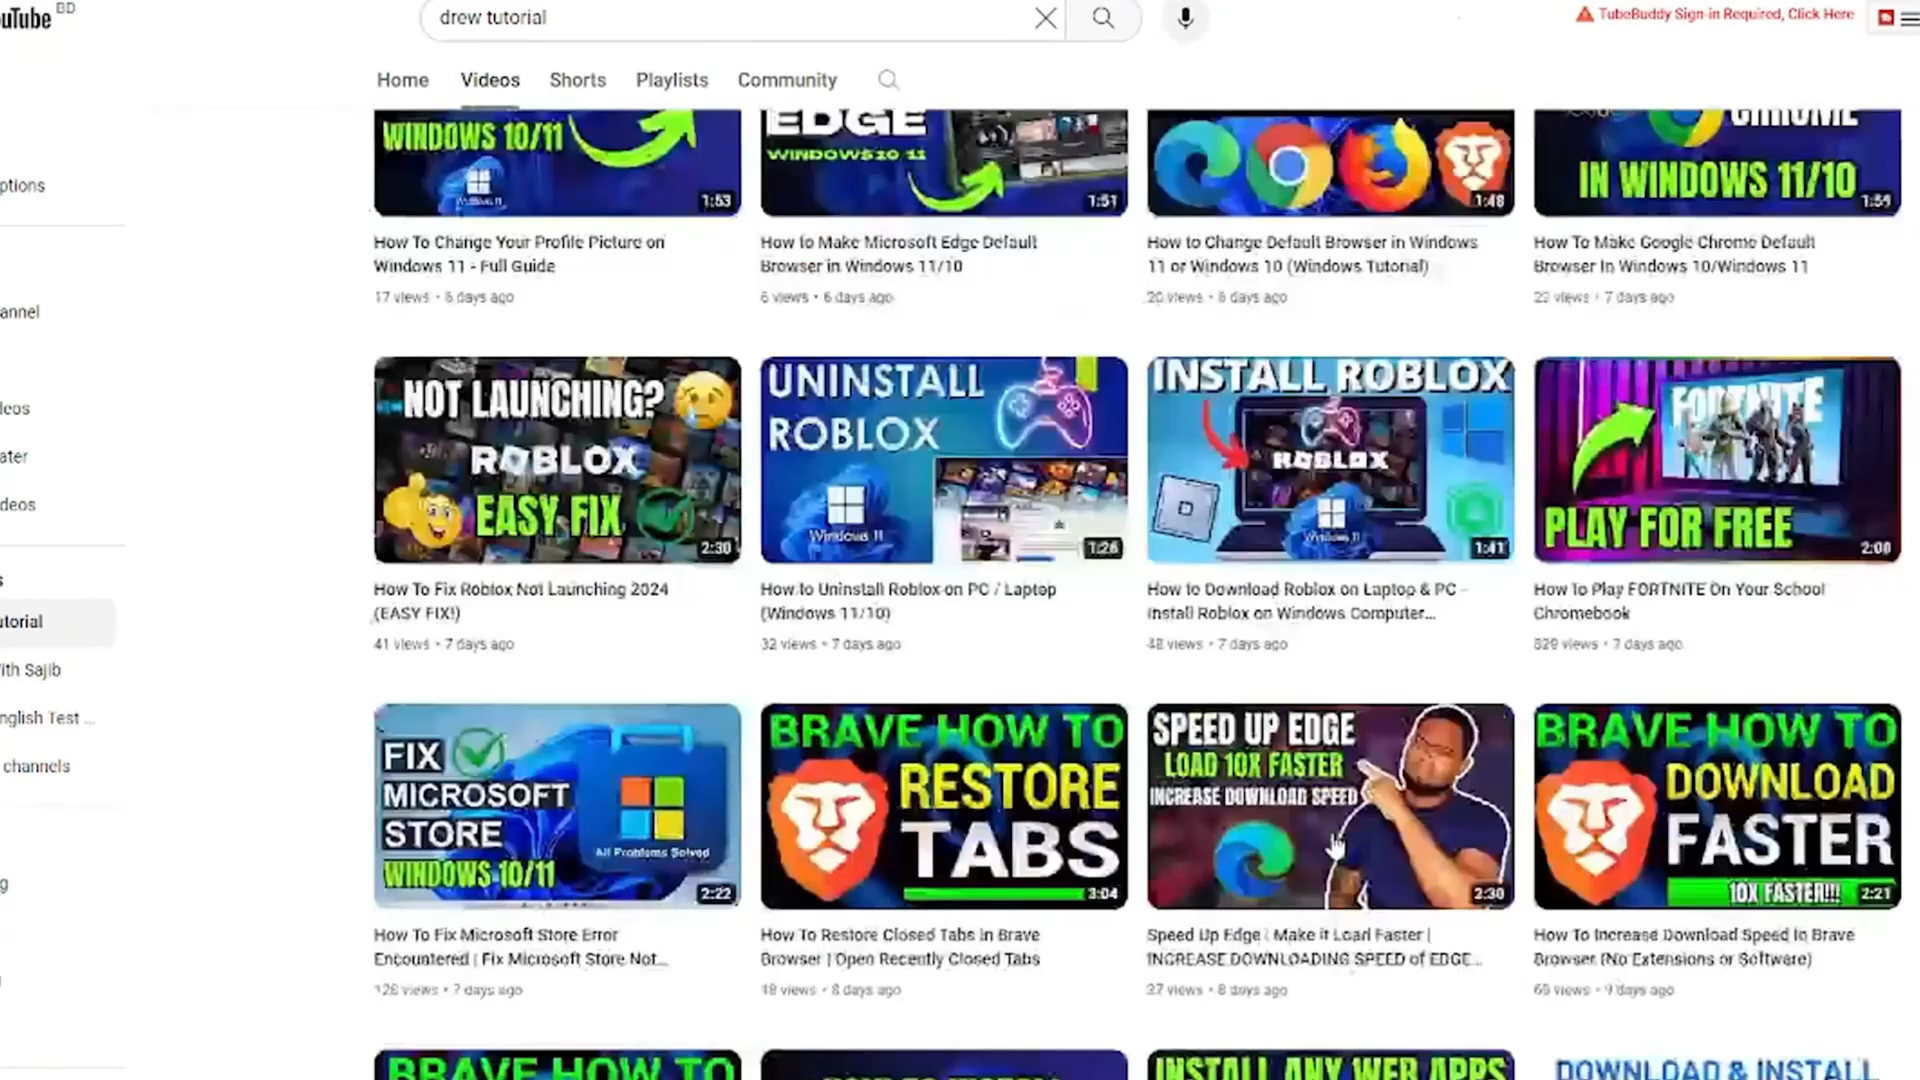 uTube BD
drew tutorial
TubeBuddy Sign-in Required, Click Here
Home Videos Shorts Playlists Community
WINDOWS 10/11
Windows 11
1:53
EDGE
WINDOWS 10 11
1:51
1:48
CHROME
IN WINDOWS 11/10
How To Change Your Profile Picture on
Windows 11 - Full Guide
17 views • 6 days ago
How to Make Microsoft Edge Default
Browser in Windows 11/10
6 views • 6 days ago
How to Change Default Browser in Windows
11 or Windows 10 (Windows Tutorial)
20 views • 6 days ago
How To Make Google Chrome Default
Browser In Windows 10/Windows 11
23 views • 7 days ago
NOT LAUNCHING?
ROBLOX
EASY FIX
2:30
UNINSTALL
ROBLOX
Windows 11
1:26
INSTALL ROBLOX
ROBLOX
Windows 11
1:41
FORTNITE
PLAY FOR FREE
2:00
How To Fix Roblox Not Launching 2024
(EASY FIX!)
41 views • 7 days ago
How to Uninstall Roblox on PC / Laptop
(Windows 11/10)
32 views • 7 days ago
How to Download Roblox on Laptop & PC -
Install Roblox on Windows Computer...
48 views • 7 days ago
How To Play FORTNITE On Your School
Chromebook
views • 7 days ago
FIX
MICROSOFT
STORE
WINDOWS 10/11
All Problems Solved
2:22
BRAVE HOW TO
RESTORE
TABS
3:04
SPEED UP EDGE
LOAD 10X FASTER
INCREASE DOWNLOAD SPEED
2:30
BRAVE HOW TO
DOWNLOAD
FASTER
10X FASTER!!! 2:21
How To Fix Microsoft Store Error
Encountered | Fix Microsoft Store Not...
views • 7 days ago
How To Restore Closed Tabs In Brave
Browser | Open Recently Closed Tabs
18 views • 8 days ago
Speed Up Edge | Make it Load Faster |
INCREASE DOWNLOADING SPEED of EDGE...
27 views • 8 days ago
How To Increase Download Speed in Brave
Browser (No Extensions or Software)
views • 9 days ago
BRAVE HOW TO
INSTALL ANY WEB APPS
DOWNLOAD & INSTALL
ptions
annel
deos
ater
deos
s
utorial
ith Sajib
nglish Test ...
channels
g